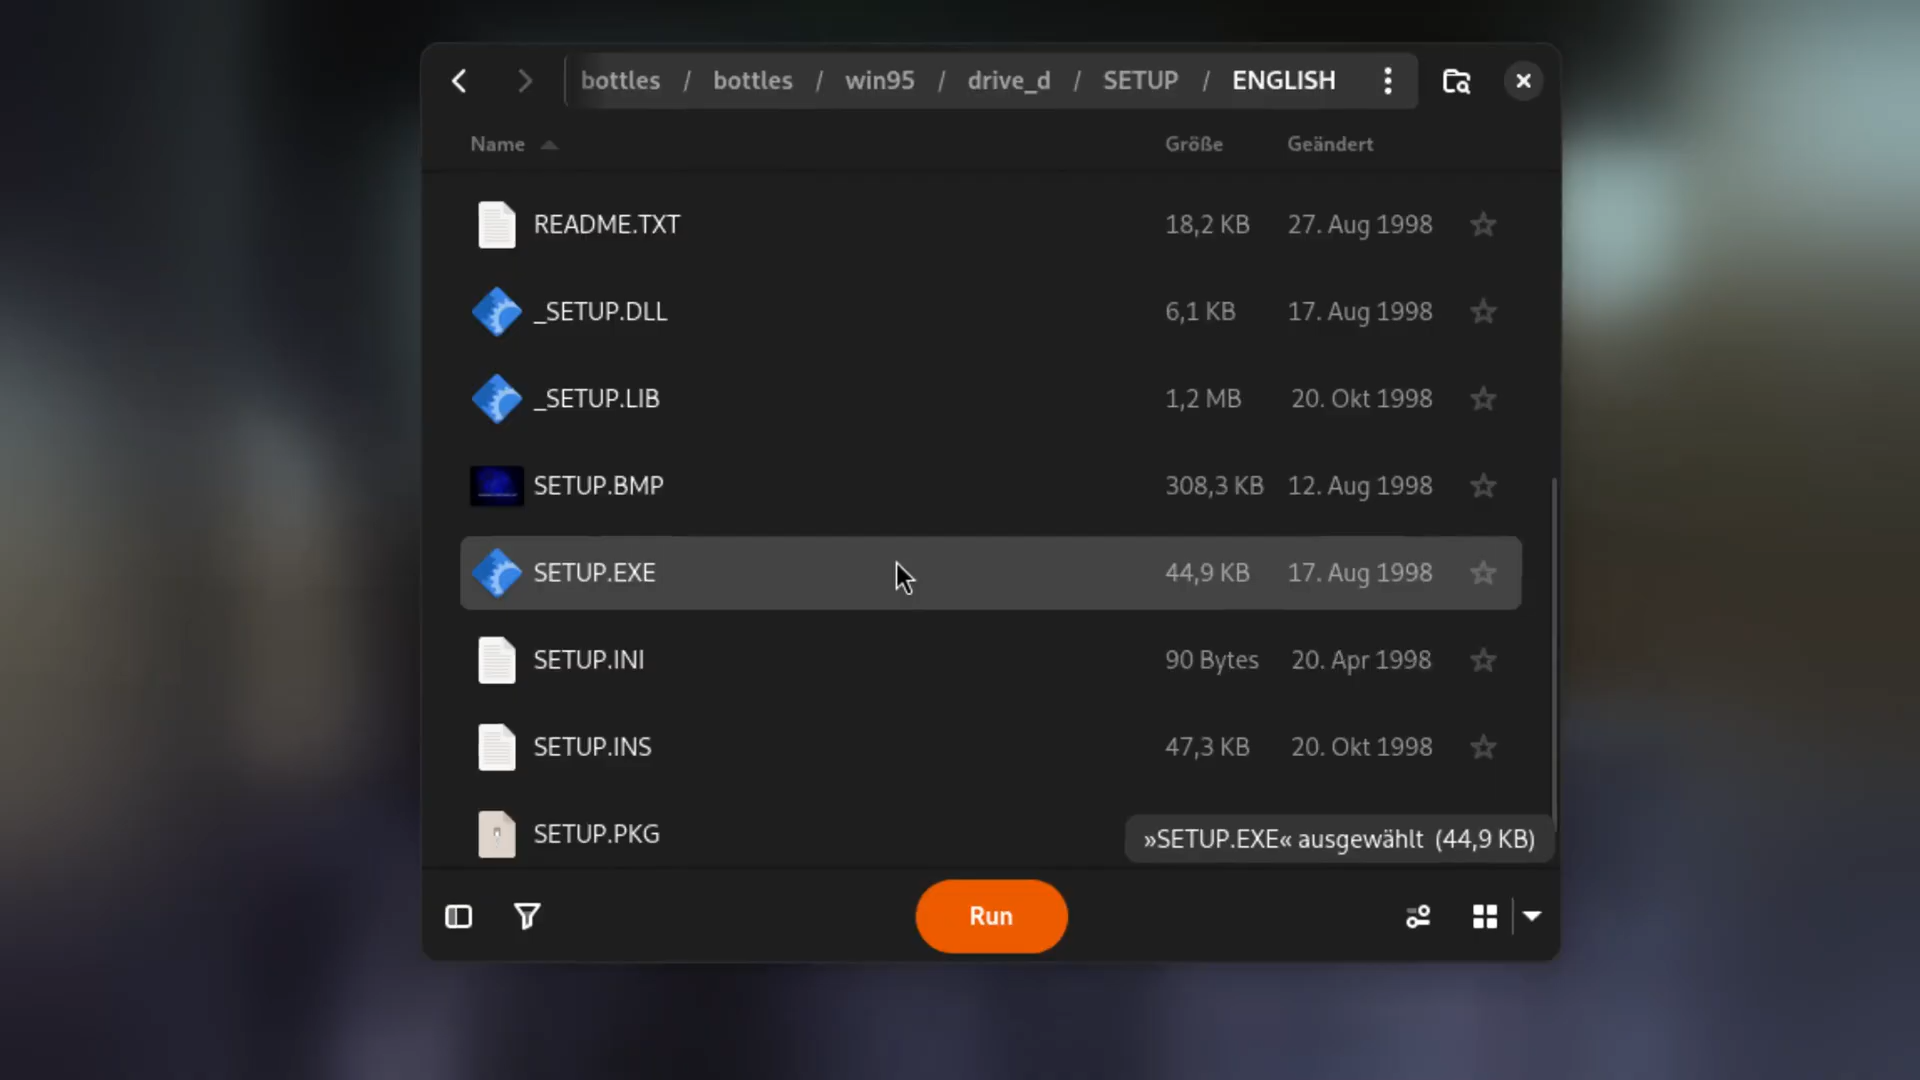 bottles / bottles / win95 / drive_d / SETUP / ENGLISH
Name Größe Geändert
README.TXT 18,2 KB 27. Aug 1998
_SETUP.DLL 6,1 KB 17. Aug 1998
_SETUP.LIB 1,2 MB 20. Okt 1998
SETUP.BMP 308,3 KB 12. Aug 1998
SETUP.EXE 44,9 KB 17. Aug 1998
SETUP.INI 90 Bytes 20. Apr 1998
SETUP.INS 47,3 KB 20. Okt 1998
SETUP.PKG
»SETUP.EXE« ausgewählt (44,9 KB)
Run